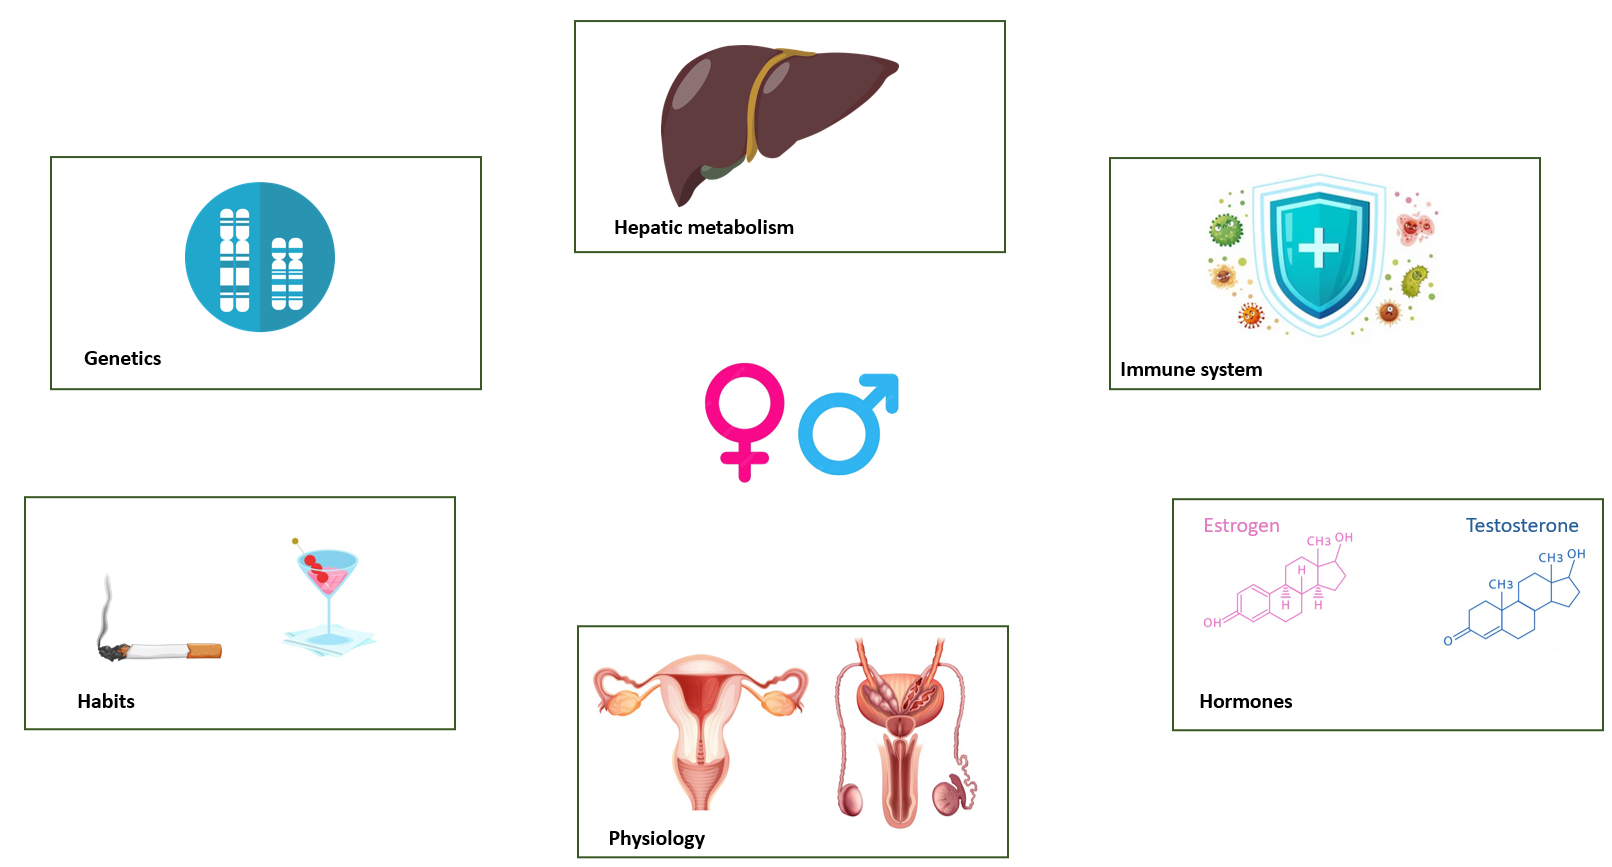 Hepatic metabolism
Genetics
Immune system
Habits
Estrogen
CH3 OH
H
H
H
OH
Testosterone
OH
CH3
CH3
O
Hormones
Physiology